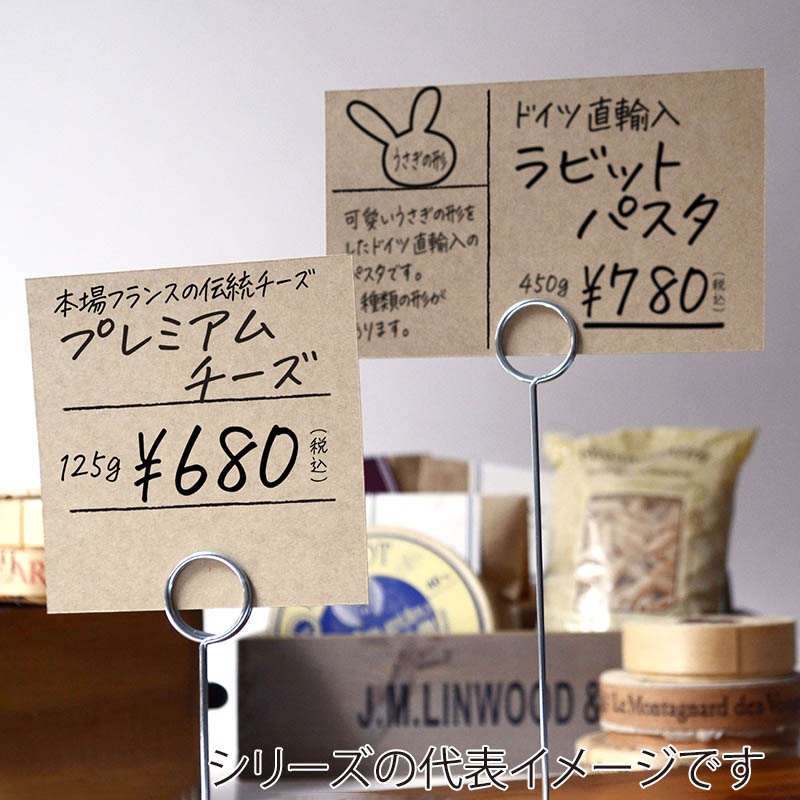 本場フランスの伝統チーズ
プレミアム
チーズ
125g ¥680 (税込)
うさぎの形
可愛いうさぎの形を
したドイツ直輸入の
パスタです。
種類の形が
ります。
ドイツ直輸入
ラビット
パスタ
450g ¥780 (税込)
J.M.LINWOOD &
Le Montagnard des
シリーズの代表イメージです